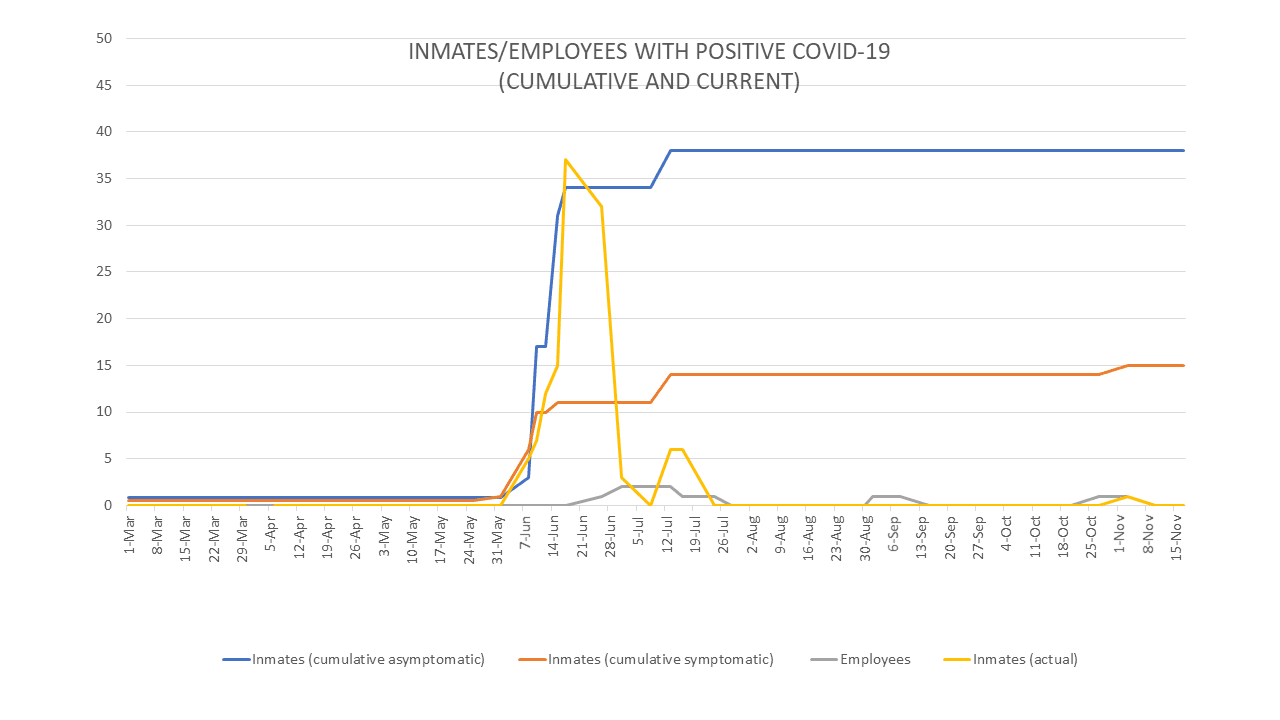 INMATES/EMPLOYEES WITH POSITIVE COVID-19
(CUMULATIVE AND CURRENT)
50
45
40
35
30
25
20
15
10
5
0
1-Mar
8-Mar
15-Mar
22-Mar
29-Mar
5-Apr
12-Apr
19-Apr
26-Apr
3-May
10-May
17-May
24-May
31-May
7-Jun
14-Jun
21-Jun
28-Jun
5-Jul
12-Jul
19-Jul
26-Jul
2-Aug
9-Aug
16-Aug
23-Aug
30-Aug
6-Sep
13-Sep
20-Sep
27-Sep
4-Oct
11-Oct
18-Oct
25-Oct
1-Nov
8-Nov
15-Nov
Inmates (cumulative asymptomatic)
Inmates (cumulative symptomatic)
Employees
Inmates (actual)